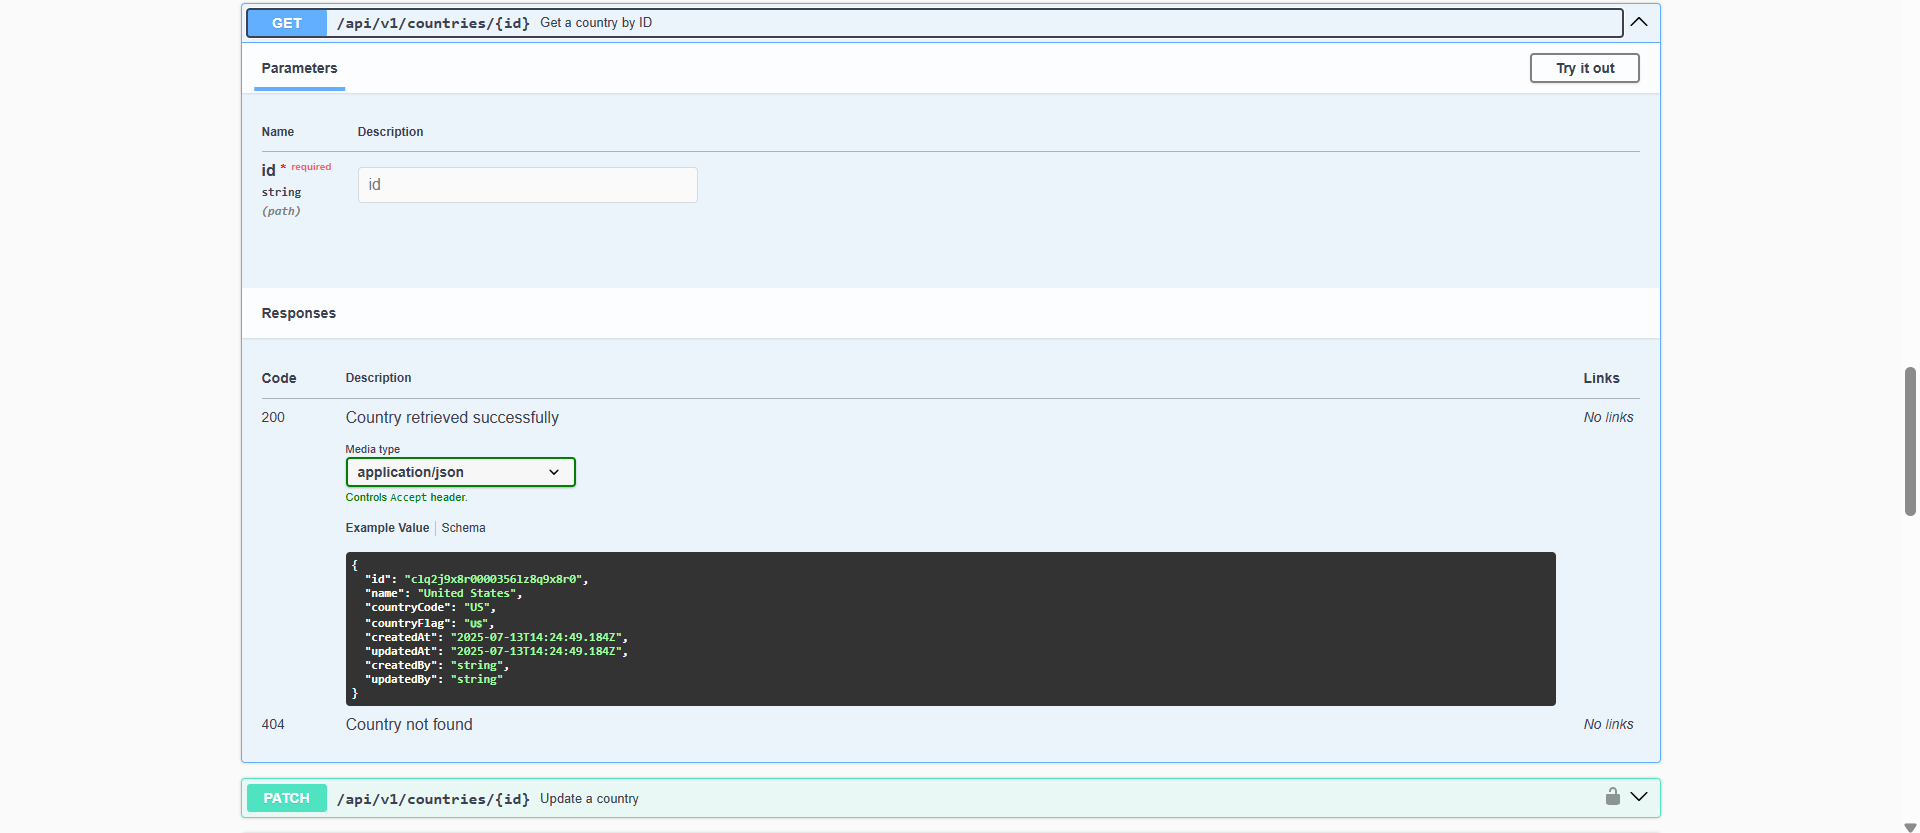 GET /api/v1/countries/{id} Get a country by ID
Parameters
Try it out
Name Description
id * required
string
(path)
id
Responses
Code Description Links
200 Country retrieved successfully No links
Media type
application/json
Controls Accept header.
Example Value Schema
{
"id": "clq2j9x8r0000356lz8q9x8r0",
"name": "United States",
"countryCode": "US",
"countryFlag": "🇺🇸",
"createdAt": "2025-07-13T14:24:49.184Z",
"updatedAt": "2025-07-13T14:24:49.184Z",
"createdBy": "string",
"updatedBy": "string"
}
404 Country not found No links
PATCH /api/v1/countries/{id} Update a country